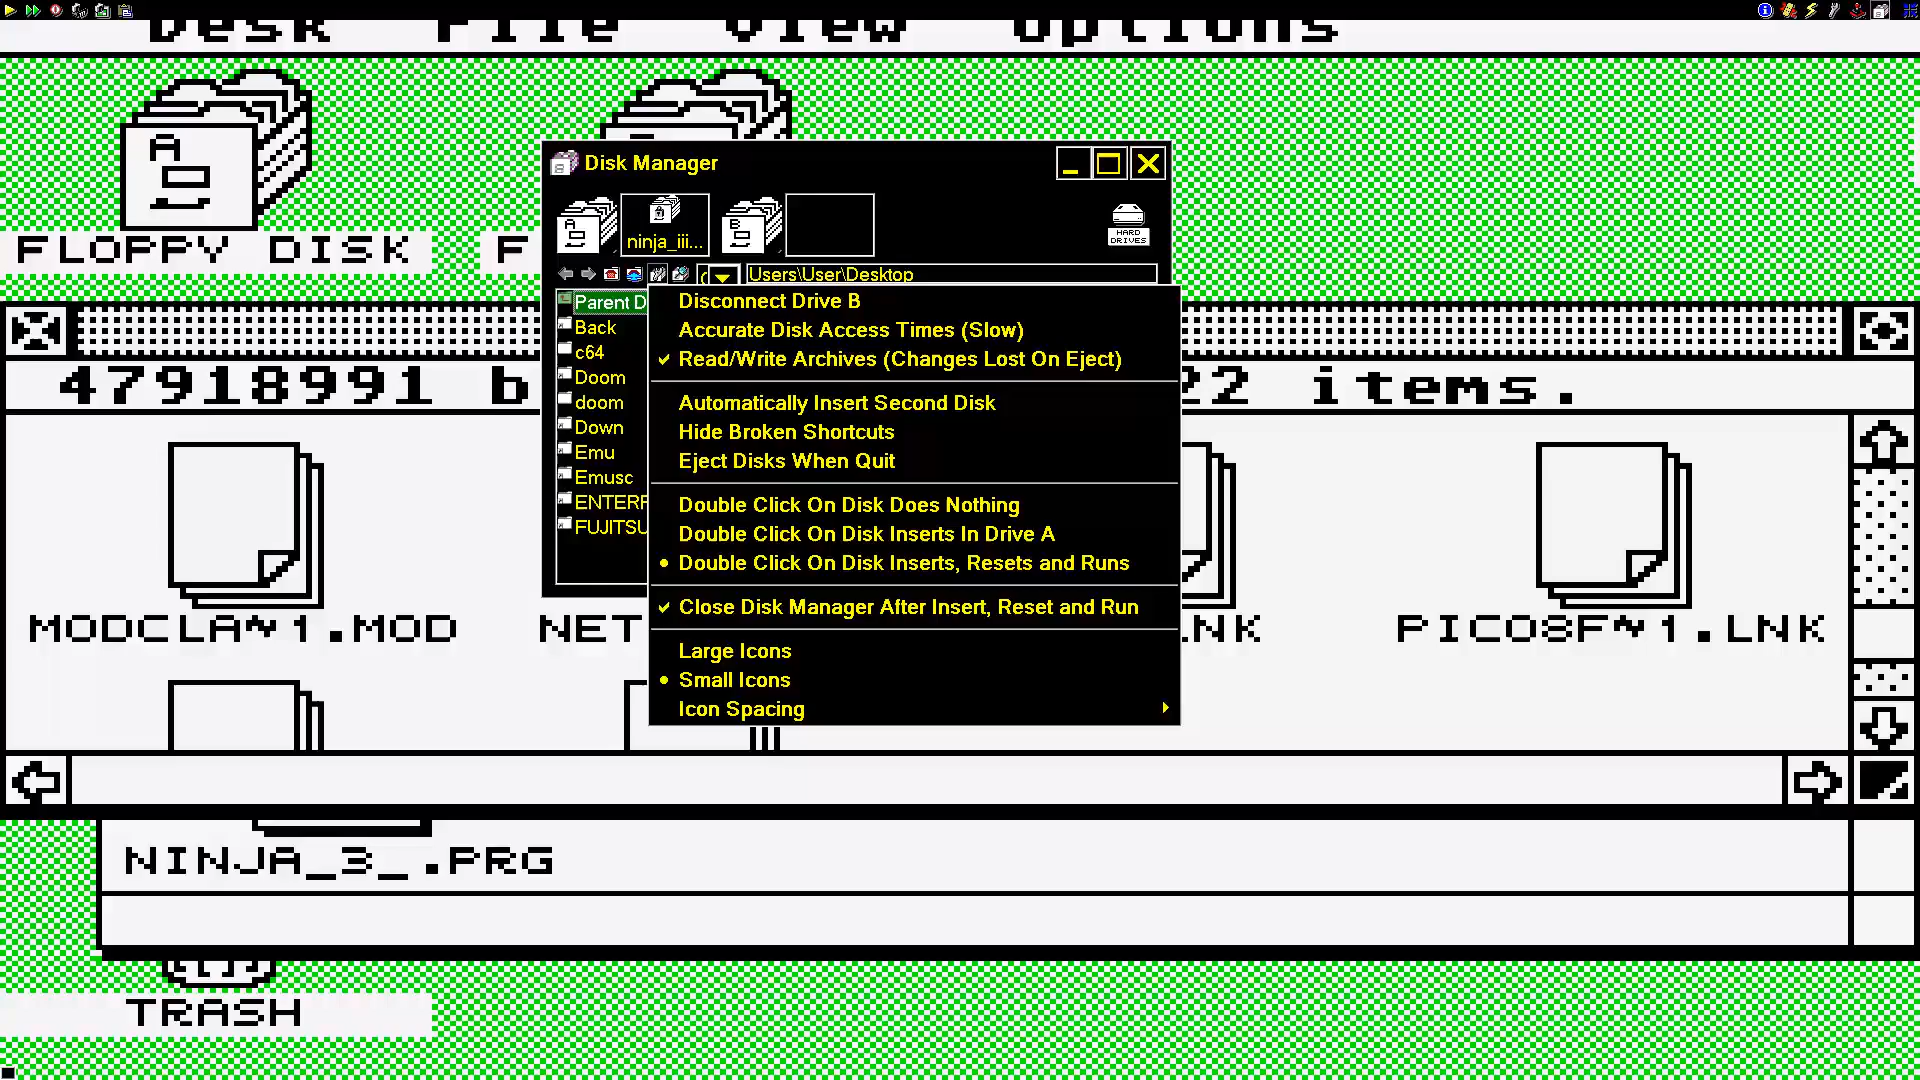 Desk File View Options
A
FLOPPY DISK F
Disk Manager
A
ninja_iii...
B
HARD
DRIVES
Users\User\Desktop
Parent D
Back
c64
Doom
doom
Down
Emu
Emusc
FUJITSU
Disconnect Drive B
Accurate Disk Access Times (Slow)
Read/Write Archives (Changes Lost On Eject)
Automatically Insert Second Disk
Hide Broken Shortcuts
Eject Disks When Quit
Double Click On Disk Does Nothing
Double Click On Disk Inserts In Drive A
Double Click On Disk Inserts, Resets and Runs
Close Disk Manager After Insert, Reset and Run
Large Icons
Small Icons
Icon Spacing
47918991 b 22 items.
MODCLA~1.MOD NET NK PICO8F~1.LNK
NINJA_3_.PRG
TRASH